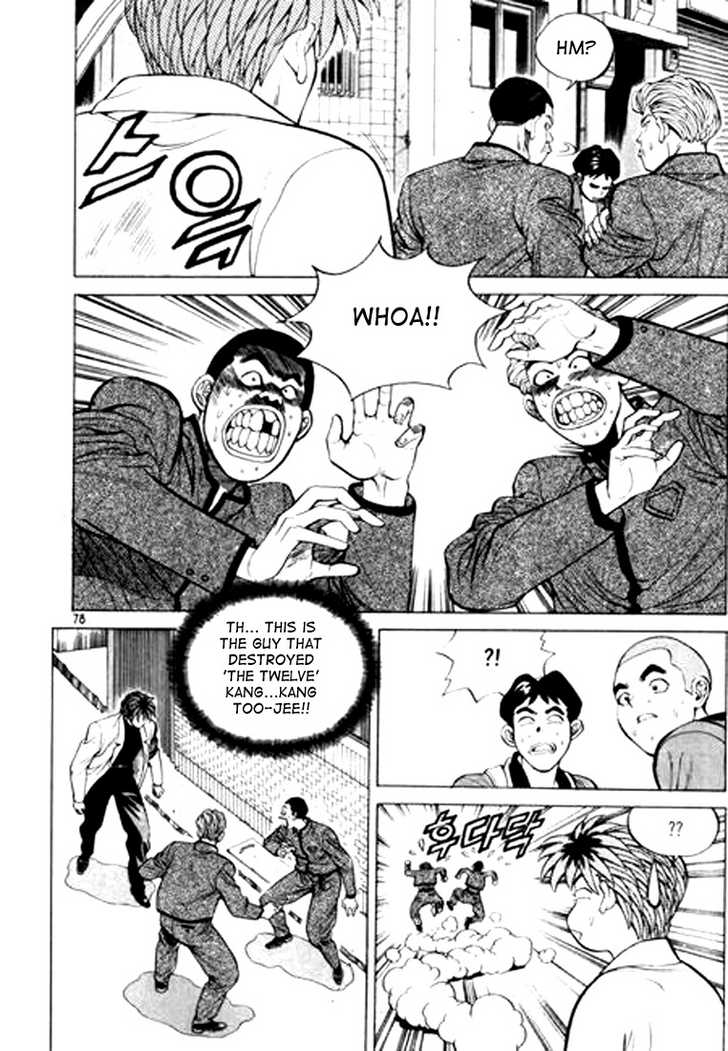 HM?
스윽
WHOA!!
78
TH... THIS IS
THE GUY THAT
DESTROYED
'THE TWELVE'
KANG...KANG
TOO-JEE!!
?!
??
후다닥